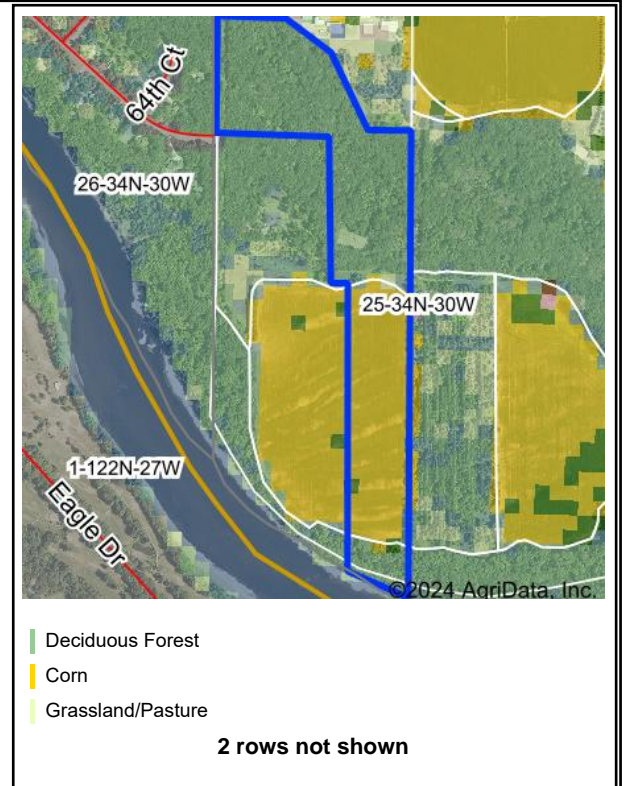 64th Ct
26-34N-30W
25-34N-30W
1-122N-27W
Eagle Dr
©2024 AgriData, Inc.
Deciduous Forest
Corn
Grassland/Pasture
2 rows not shown